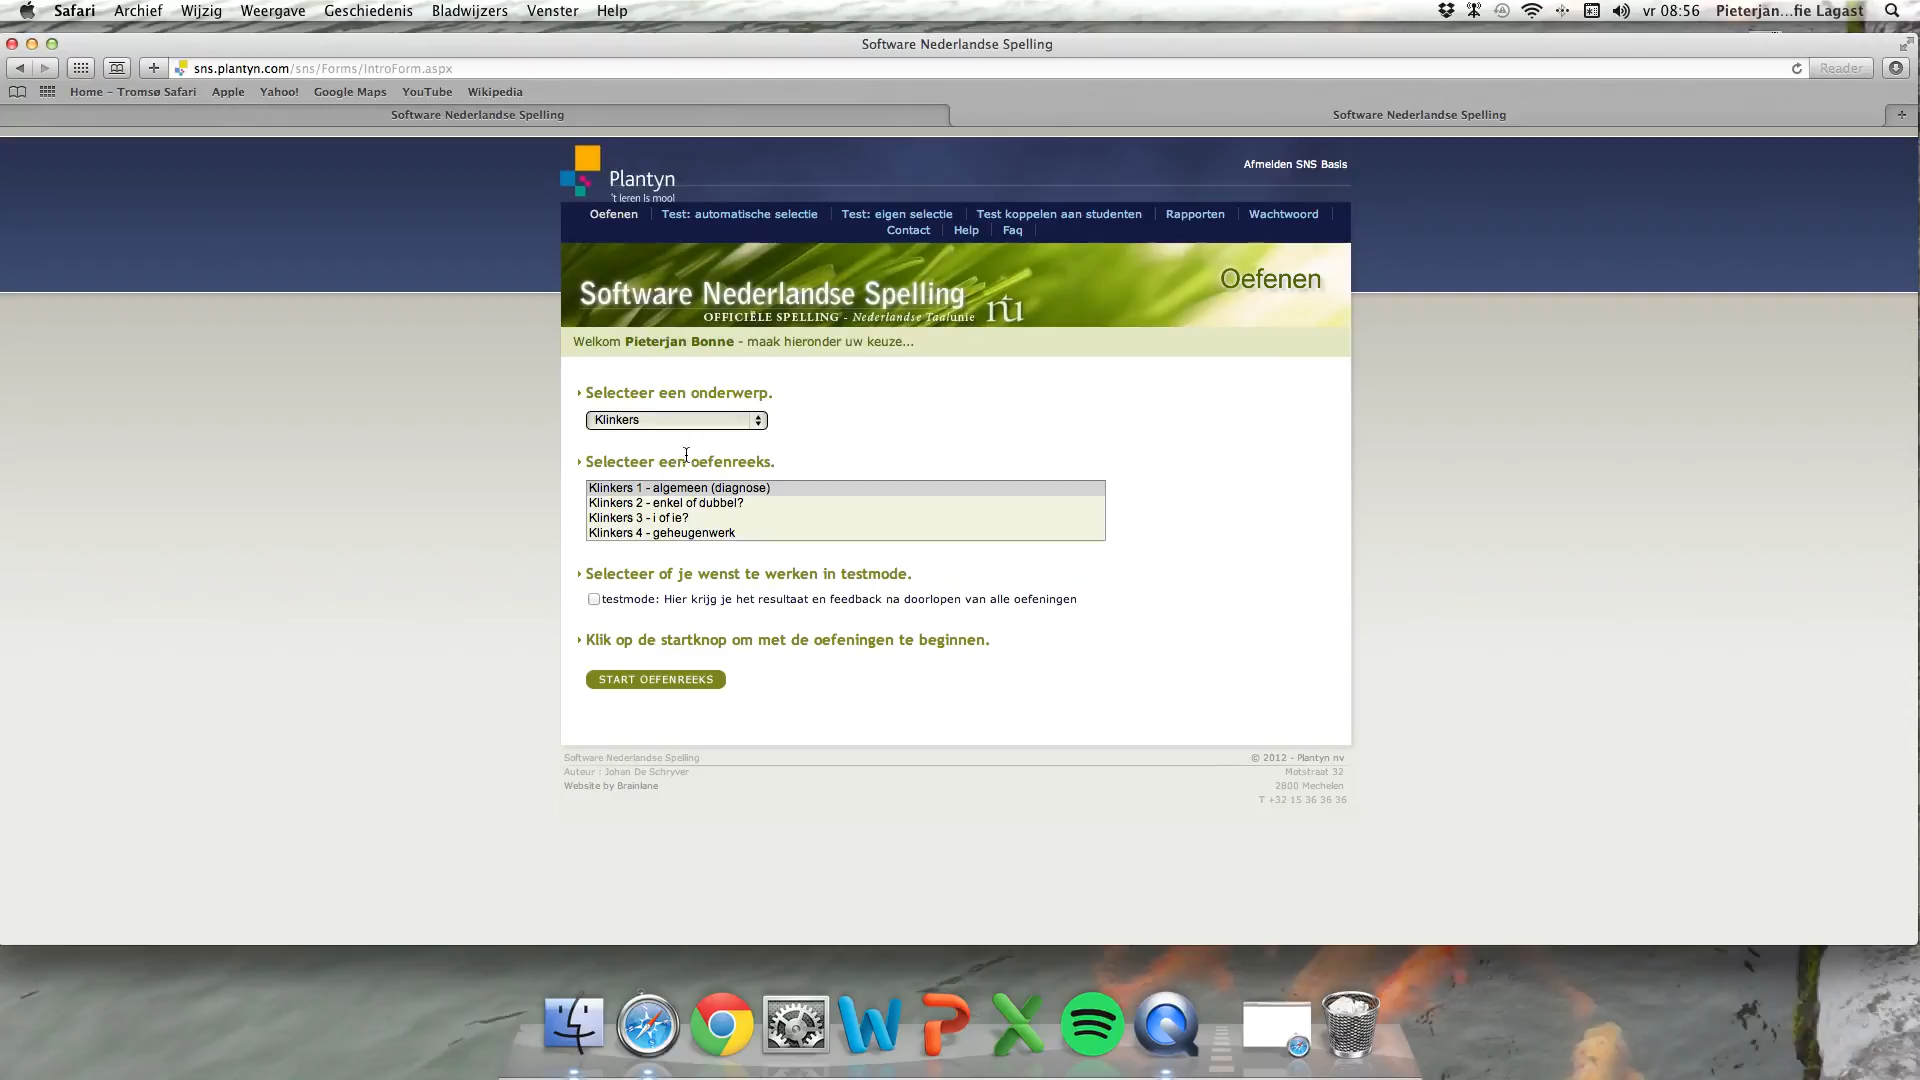 Safari Archief Wijzig Weergave Geschiedenis Bladwijzers Venster Help vr 08:56 Pieterjan...fie Lagast
Software Nederlandse Spelling
sns.plantyn.com/sns/Forms/IntroForm.aspx Reader
Home – Tromsø Safari Apple Yahoo! Google Maps YouTube Wikipedia
Software Nederlandse Spelling Software Nederlandse Spelling
Afmelden SNS Basis
Plantyn
't leren is mooi
Oefenen Test: automatische selectie Test: eigen selectie Test koppelen aan studenten Rapporten Wachtwoord
Contact Help Faq
Oefenen
Software Nederlandse Spelling
OFFICIËLE SPELLING - Nederlandse Taalunie nu
Welkom Pieterjan Bonne - maak hieronder uw keuze...
Selecteer een onderwerp.
Klinkers
Selecteer een oefenreeks.
Klinkers 1 - algemeen (diagnose)
Klinkers 2 - enkel of dubbel?
Klinkers 3 - i of ie?
Klinkers 4 - geheugenwerk
Selecteer of je wenst te werken in testmode.
testmode: Hier krijg je het resultaat en feedback na doorlopen van alle oefeningen
Klik op de startknop om met de oefeningen te beginnen.
START OEFENREEKS
Software Nederlandse Spelling © 2012 - Plantyn nv
Auteur : Johan De Schryver Motstraat 32
Website by Brainlane 2800 Mechelen
T +32 15 36 36 36